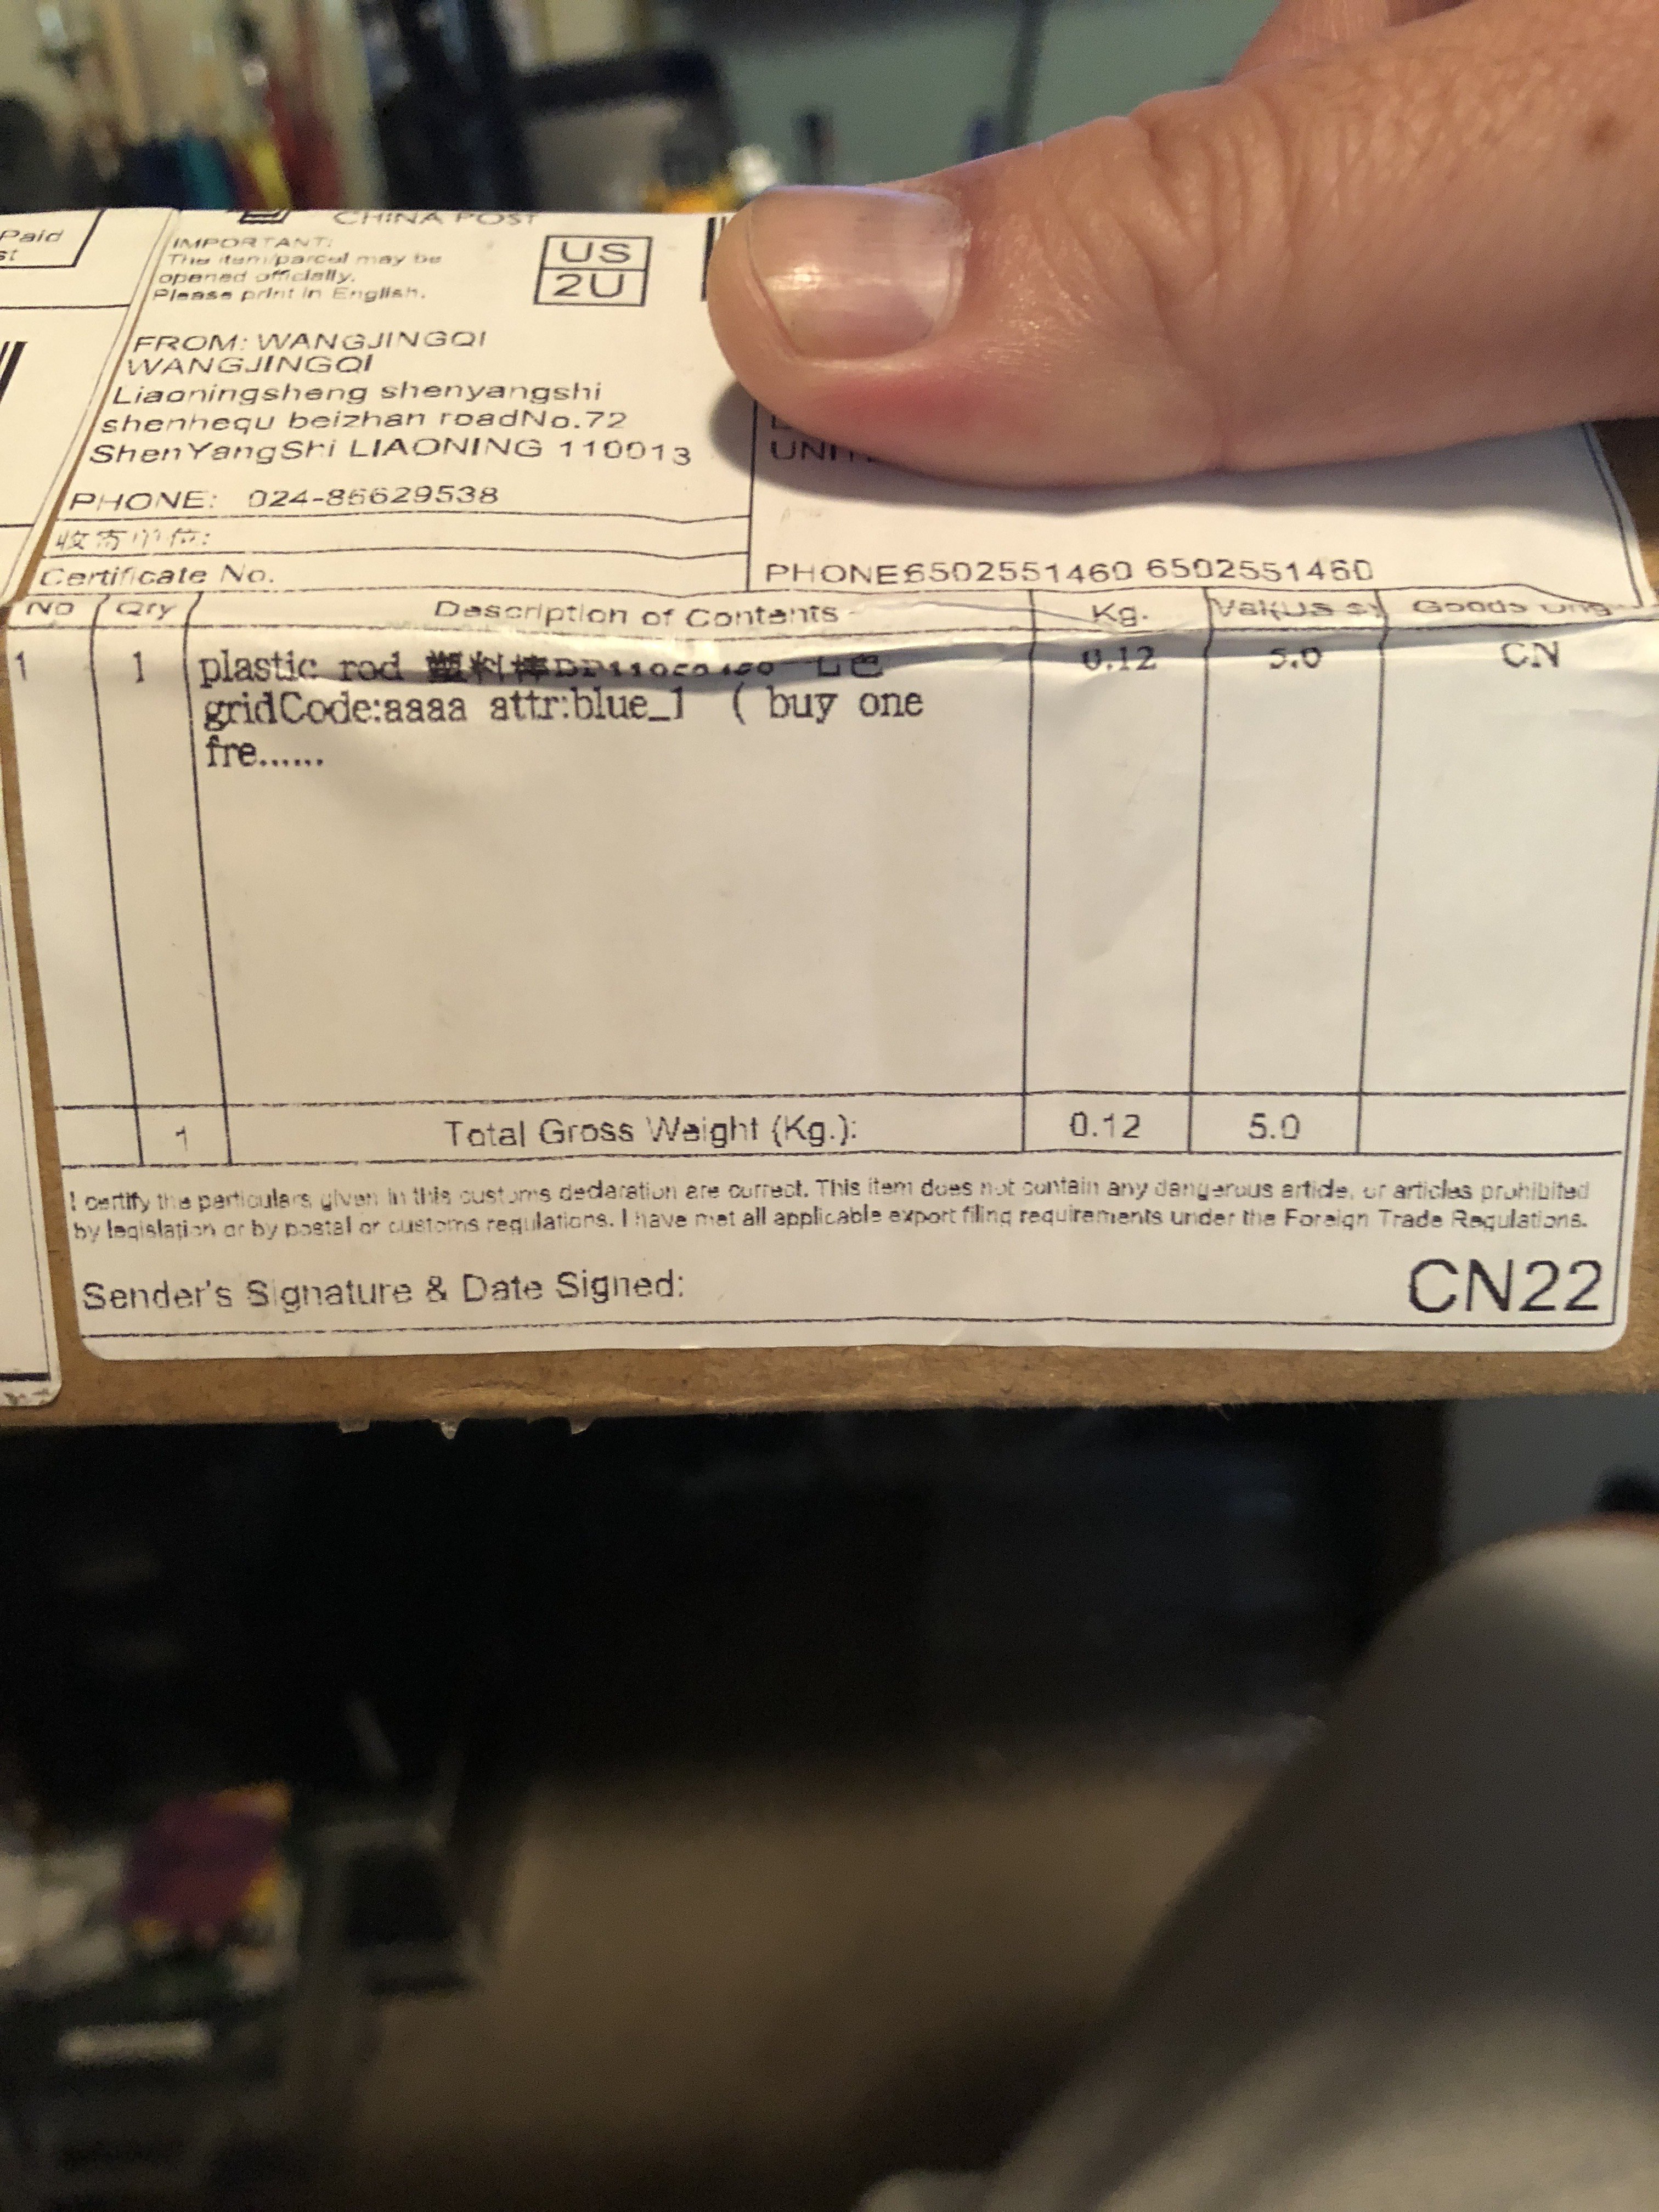 Paid
CHINA POST
IMPORTANT:
The item/parcel may be
opened officially.
Please print in English.
US
2U
FROM: WANGJINGQI
WANGJINGQI
Liaoningsheng shenyangshi
shenhequ beizhan roadNo.72
ShenYangShi LIAONING 110013
PHONE: 024-86629538
收寄单位:
Certificate No.
PHONE:6502551460 6502551460
No Qty Description of Contents Kg. Goods
1 1 plastic rod 塑料棒 0.12 5.0 CN
gridCode:aaaa attr:blue_1 ( buy one
fre......
1 Total Gross Weight (Kg.): 0.12 5.0
I certify the particulars given in this customs declaration are correct. This item does not contain any dangerous article, or articles prohibited
by legislation or by postal or customs regulations. I have met all applicable export filing requirements under the Foreign Trade Regulations.
Sender's Signature & Date Signed:
CN22